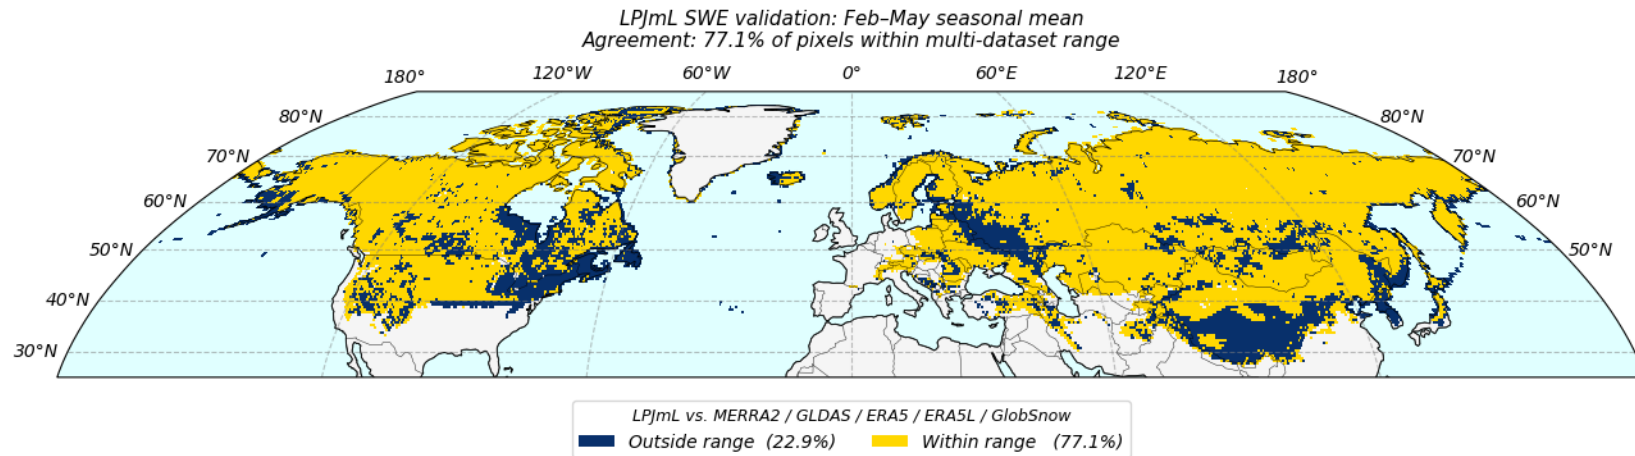 LPJmL SWE validation: Feb–May seasonal mean
Agreement: 77.1% of pixels within multi-dataset range
180° 120°W 60°W 0° 60°E 120°E 180°
80°N 80°N
70°N 70°N
60°N 60°N
50°N 50°N
40°N 40°N
30°N 30°N
LPJmL vs. MERRA2 / GLDAS / ERA5 / ERA5L / GlobSnow
Outside range (22.9%) Within range (77.1%)